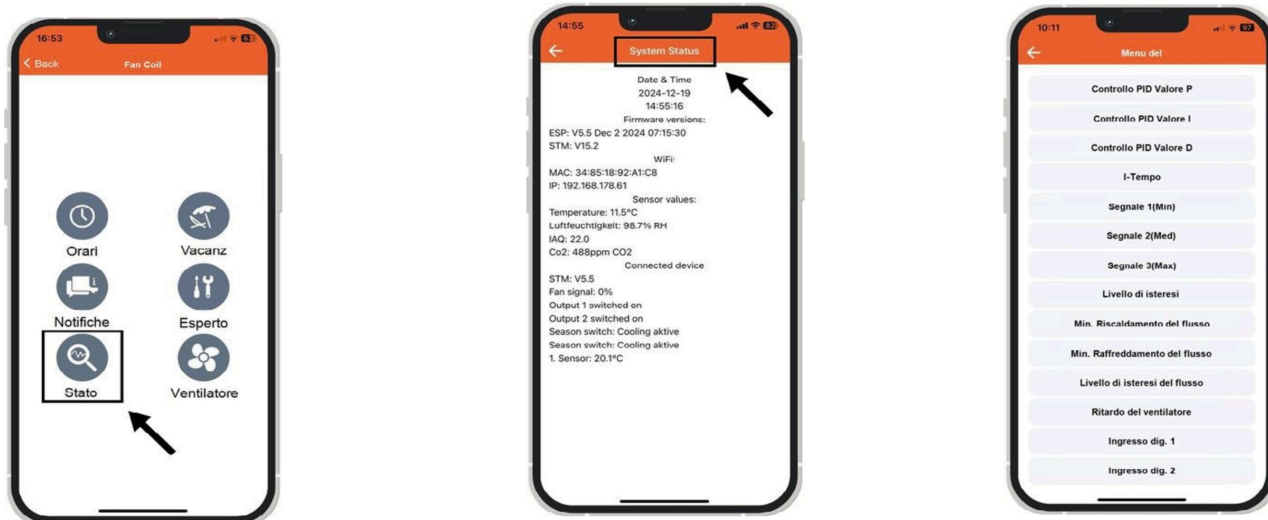 16:53
Back
Fan Coil
Orari
Vacanz
Notifiche
Esperto
Stato
Ventilatore
14:55
82
System Status
Date & Time
2024-12-19
14:55:16
Firmware versions:
ESP: V5.5 Dec 2 2024 07:15:30
STM: V15.2
WiFi:
MAC: 34:85:18:92:A1:C8
IP: 192.168.178.61
Sensor values:
Temperature: 11.5°C
Luftfeuchtigkeit: 98.7% RH
IAQ: 22.0
Co2: 488ppm CO2
Connected device
STM: V5.5
Fan signal: 0%
Output 1 switched on
Output 2 switched on
Season switch: Cooling aktive
Season switch: Cooling aktive
1. Sensor: 20.1°C
10:11
97
Menu del
Controllo PID Valore P
Controllo PID Valore I
Controllo PID Valore D
I-Tempo
Segnale 1(Min)
Segnale 2(Med)
Segnale 3(Max)
Livello di isteresi
Min. Riscaldamento del flusso
Min. Raffreddamento del flusso
Livello di isteresi del flusso
Ritardo del ventilatore
Ingresso dig. 1
Ingresso dig. 2